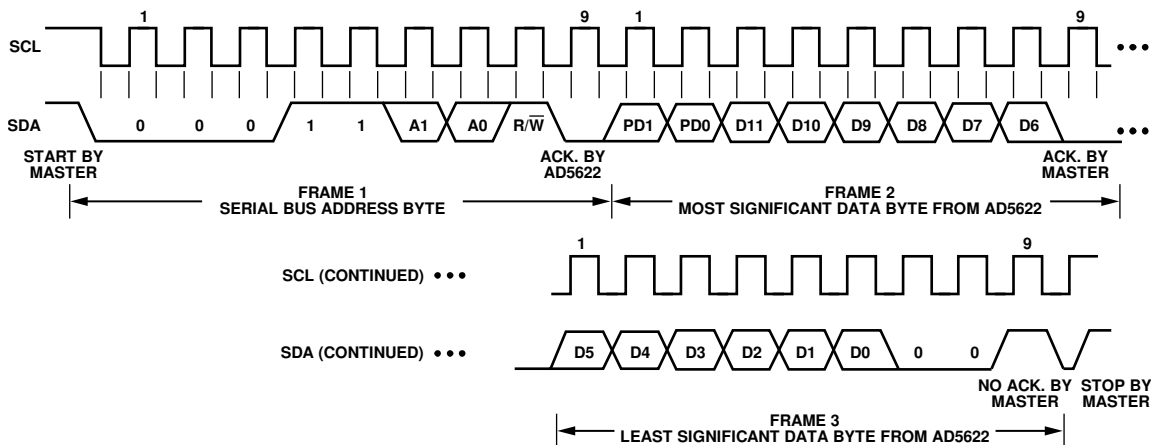 1 9 1 9
SCL
SDA 0 0 0 1 1 A1 A0 R/W̅ PD1 PD0 D11 D10 D9 D8 D7 D6
START BY
MASTER
ACK. BY
AD5622
ACK. BY
MASTER
FRAME 1
SERIAL BUS ADDRESS BYTE
FRAME 2
MOST SIGNIFICANT DATA BYTE FROM AD5622
1 9
SCL (CONTINUED)
SDA (CONTINUED) D5 D4 D3 D2 D1 D0 0 0
NO ACK. BY
MASTER
STOP BY
MASTER
FRAME 3
LEAST SIGNIFICANT DATA BYTE FROM AD5622